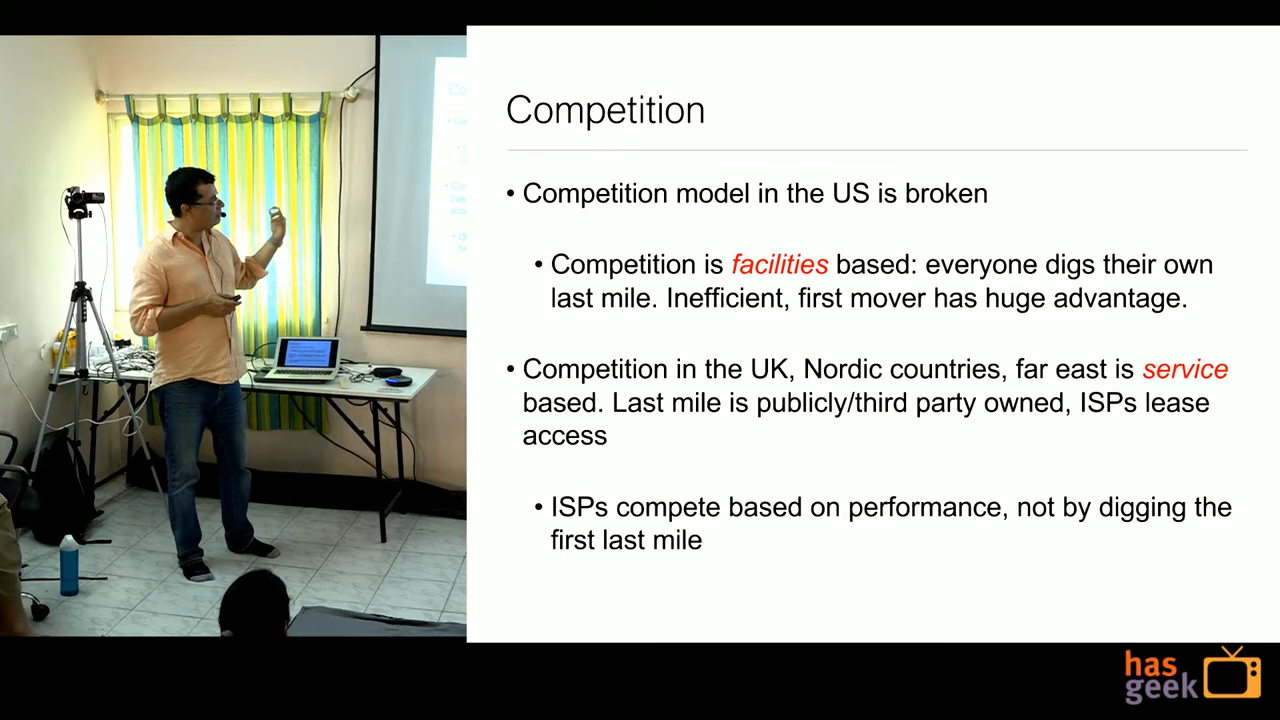 Competition
• Competition model in the US is broken
• Competition is facilities based: everyone digs their own
last mile. Inefficient, first mover has huge advantage.
• Competition in the UK, Nordic countries, far east is service
based. Last mile is publicly/third party owned, ISPs lease
access
• ISPs compete based on performance, not by digging the
first last mile
has
geek